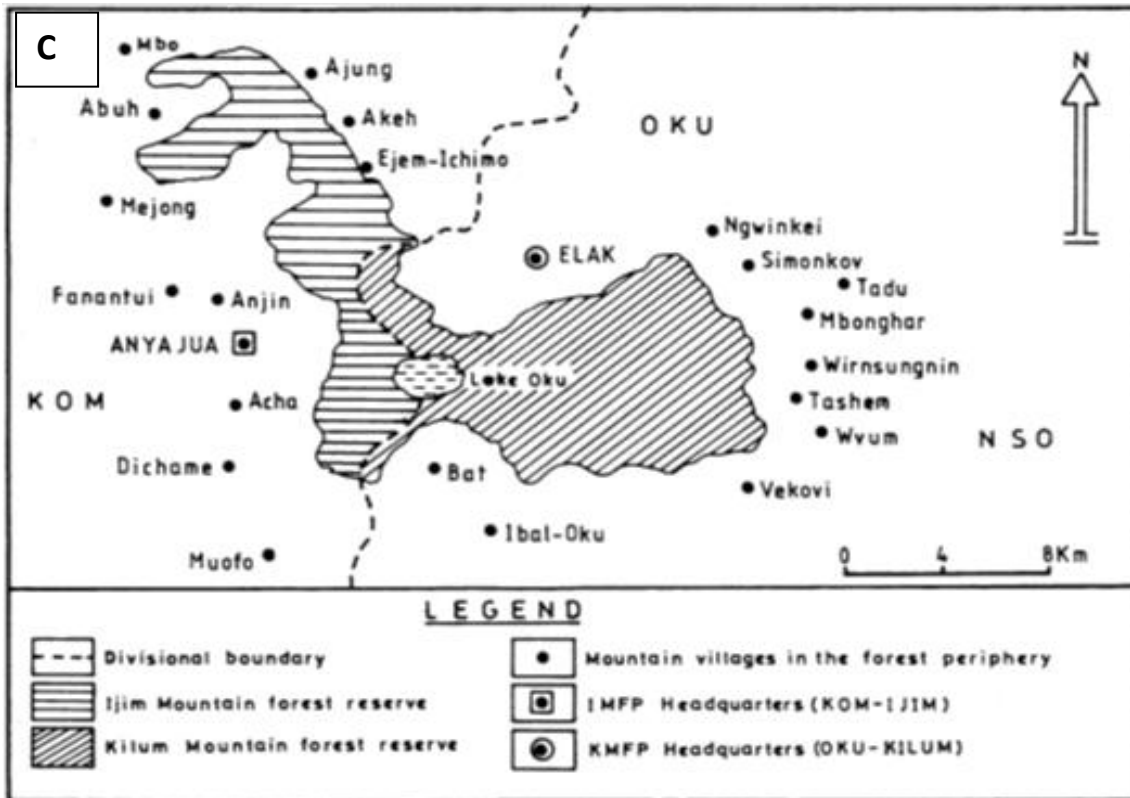 C
Mbo
Ajung
Abuh
Akeh
OKU
N
Ejem-Ichimo
Mejong
Ngwinkei
ELAK
Simonkov
Tadu
Fanantui
Anjin
Mbonghar
ANYAJUA
Wirnsungnin
Lake Oku
KOM
Acha
Tashem
Wvum
NSO
Dichame
Bat
Vekovi
Ibal-Oku
Muofo
0 4 8Km
LEGEND
Divisional boundary
Ijim Mountain forest reserve
Kilum Mountain forest reserve
Mountain villages in the forest periphery
IMFP Headquarters (KOM-IJIM)
KMFP Headquarters (OKU-KILUM)